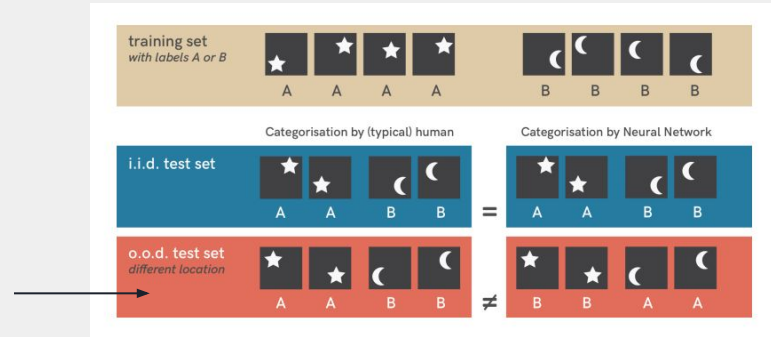 training set
with labels A or B
A A A A B B B B
Categorisation by (typical) human Categorisation by Neural Network
i.i.d. test set
A A B B = A A B B
o.o.d. test set
different location
A A B B ≠ B B A A